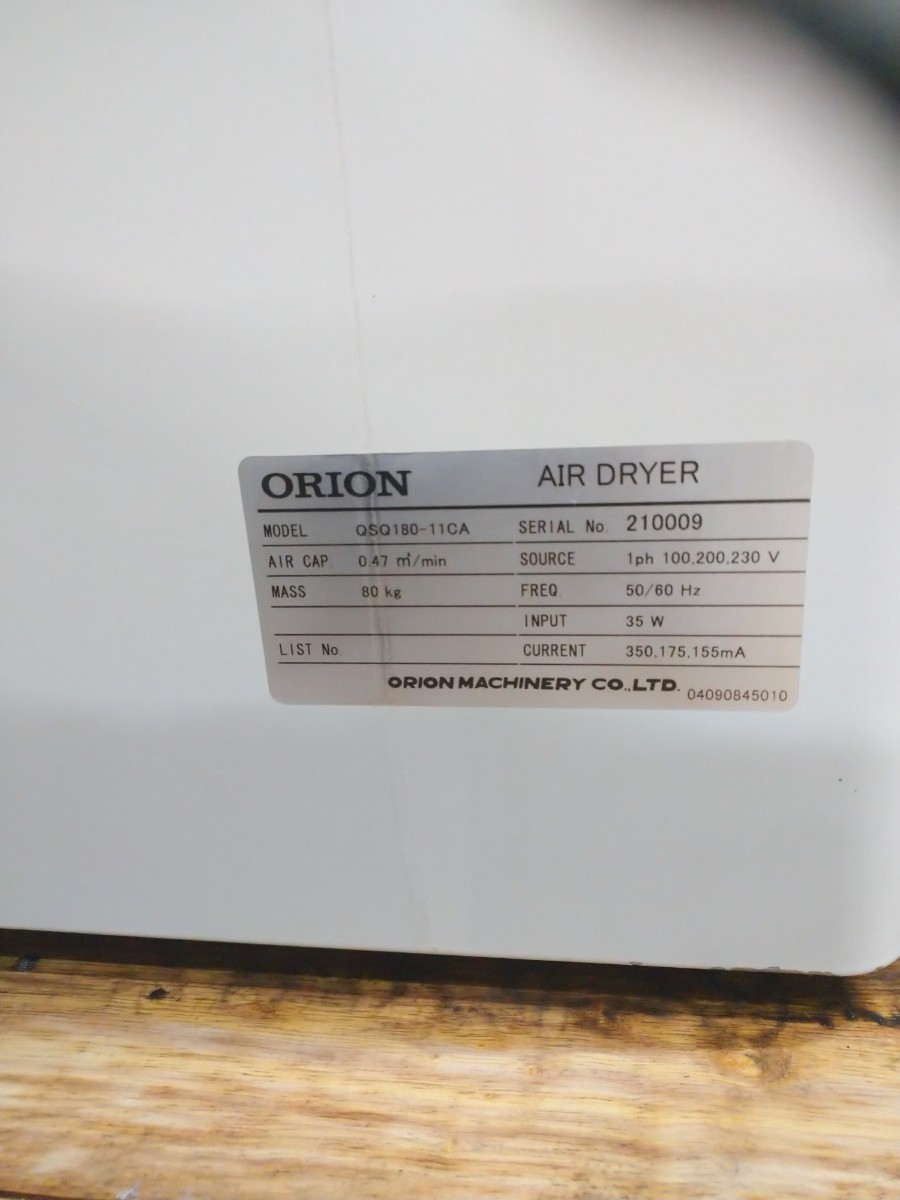 ORION AIR DRYER
MODEL QSQ180-11CA SERIAL No. 210009
AIR CAP. 0.47 m³/min SOURCE 1ph 100,200,230 V
MASS 80 kg FREQ. 50/60 Hz
INPUT 35 W
LIST No CURRENT 350,175,155mA
ORION MACHINERY CO.,LTD. 04090845010